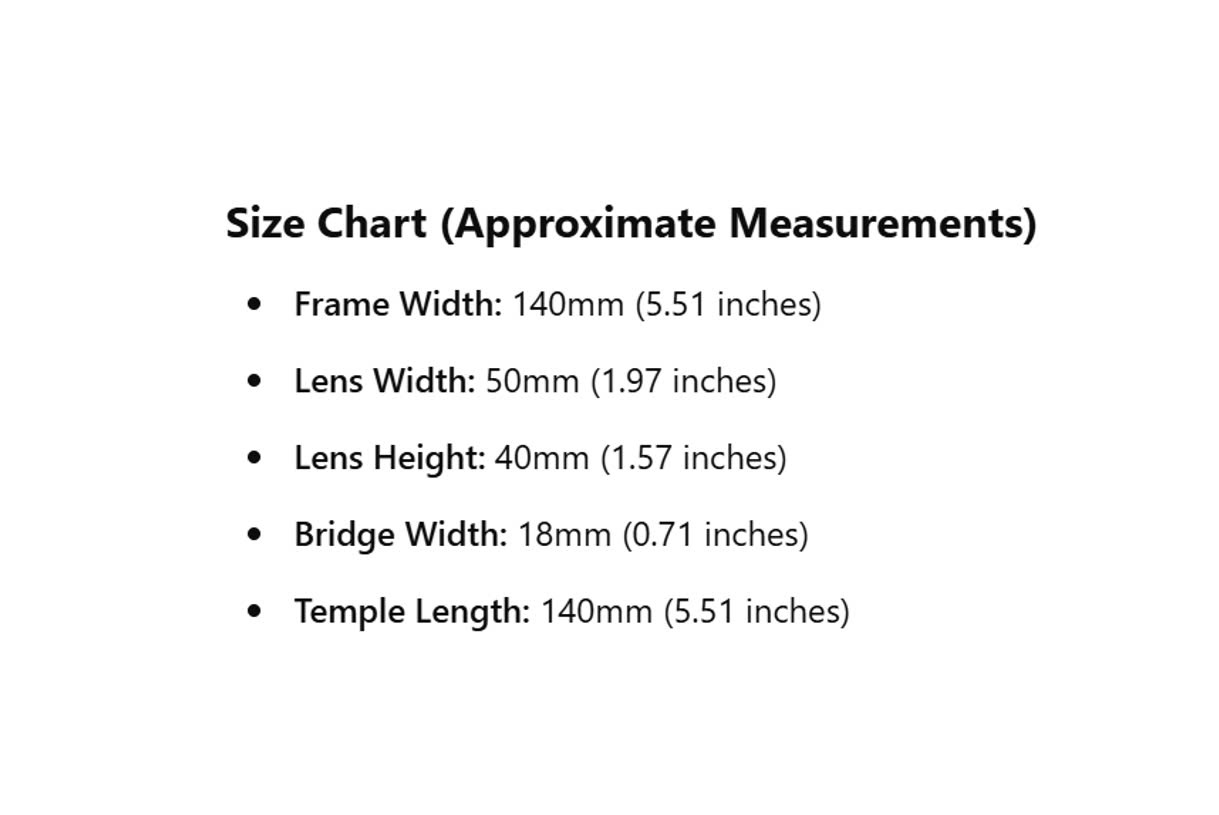 Size Chart (Approximate Measurements)
• Frame Width: 140mm (5.51 inches)
• Lens Width: 50mm (1.97 inches)
• Lens Height: 40mm (1.57 inches)
• Bridge Width: 18mm (0.71 inches)
• Temple Length: 140mm (5.51 inches)